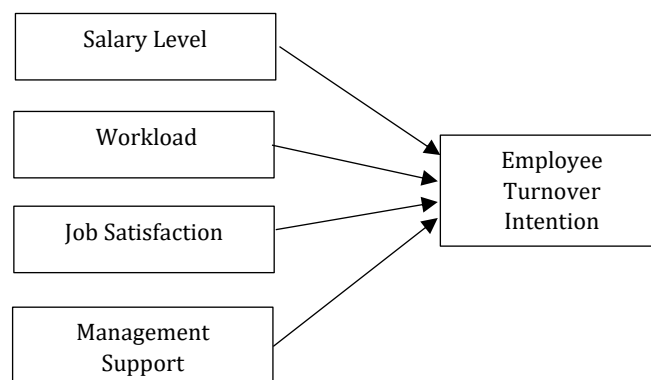 Salary Level
Workload
Job Satisfaction
Management
Support
Employee
Turnover
Intention